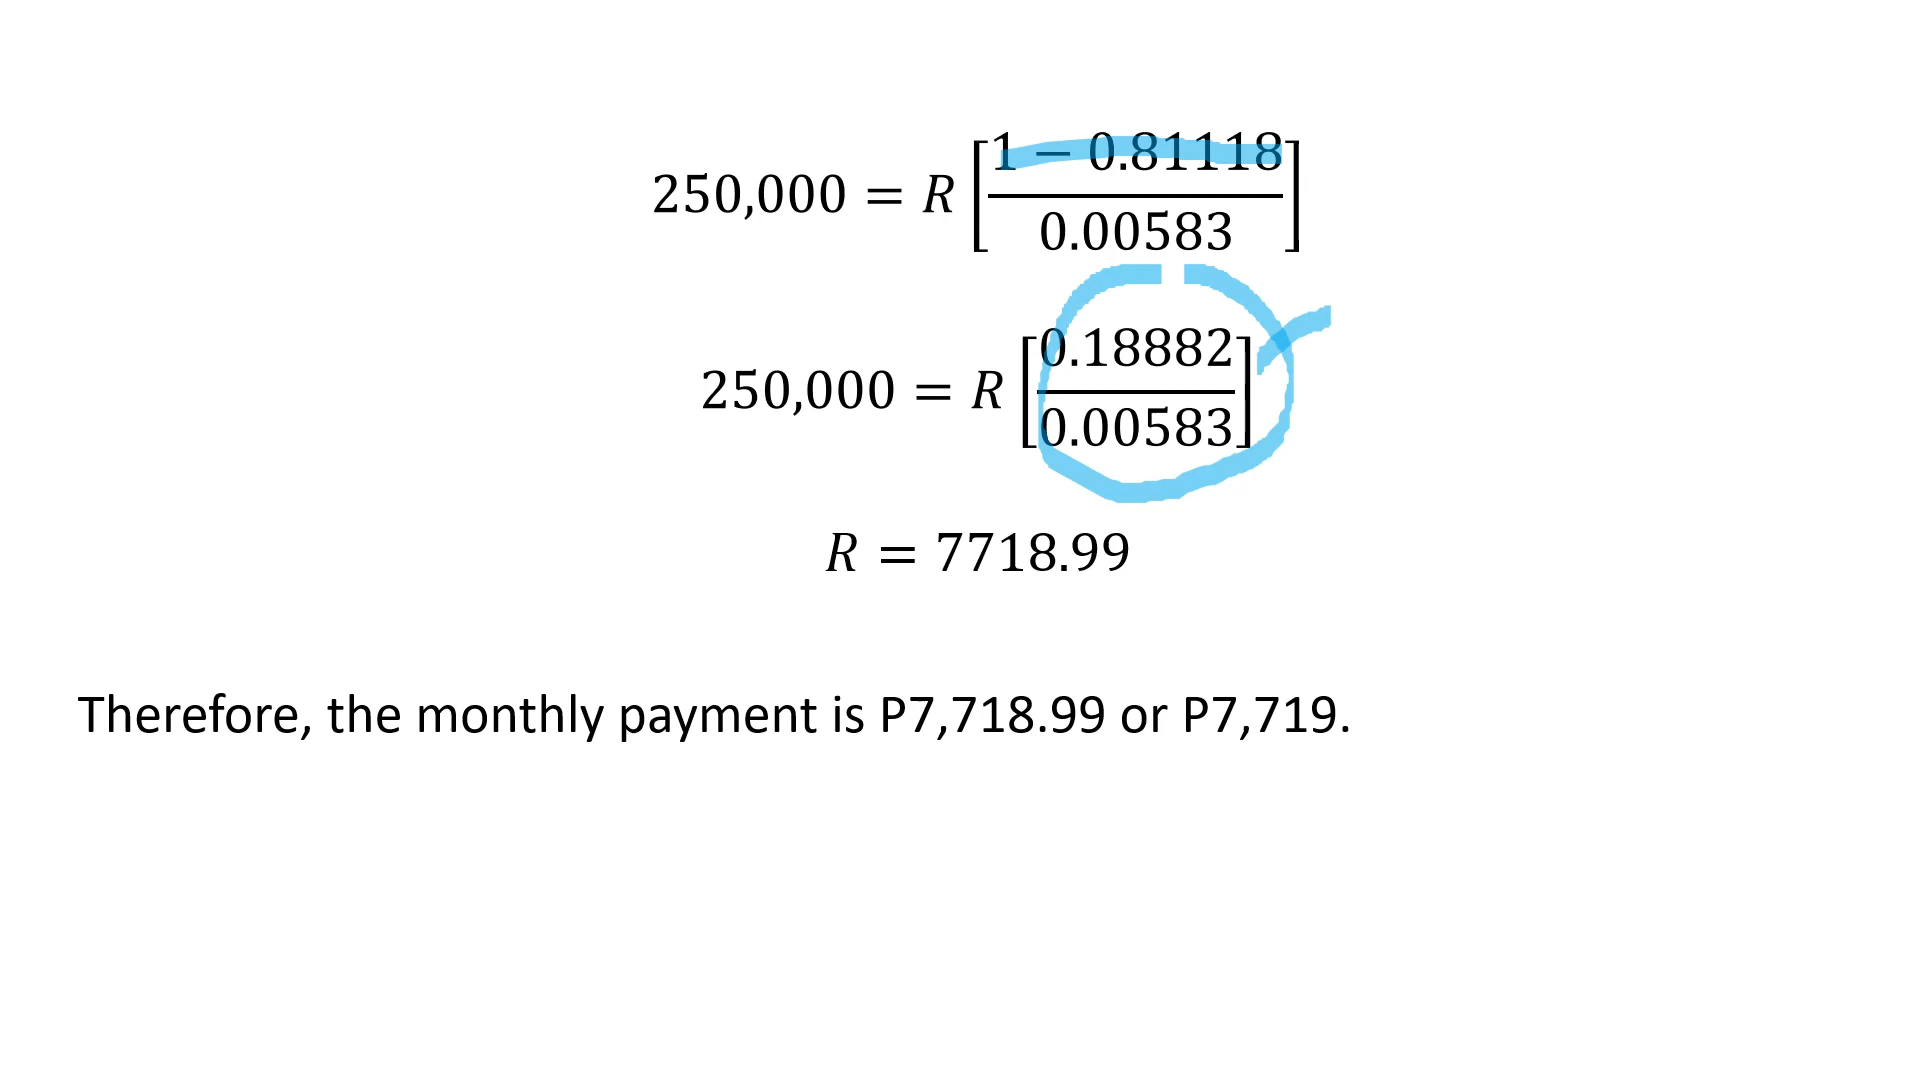 250,000 = R [ (1 − 0.81118) / 0.00583 ]
250,000 = R [ 0.18882 / 0.00583 ]
R = 7718.99
Therefore, the monthly payment is P7,718.99 or P7,719.